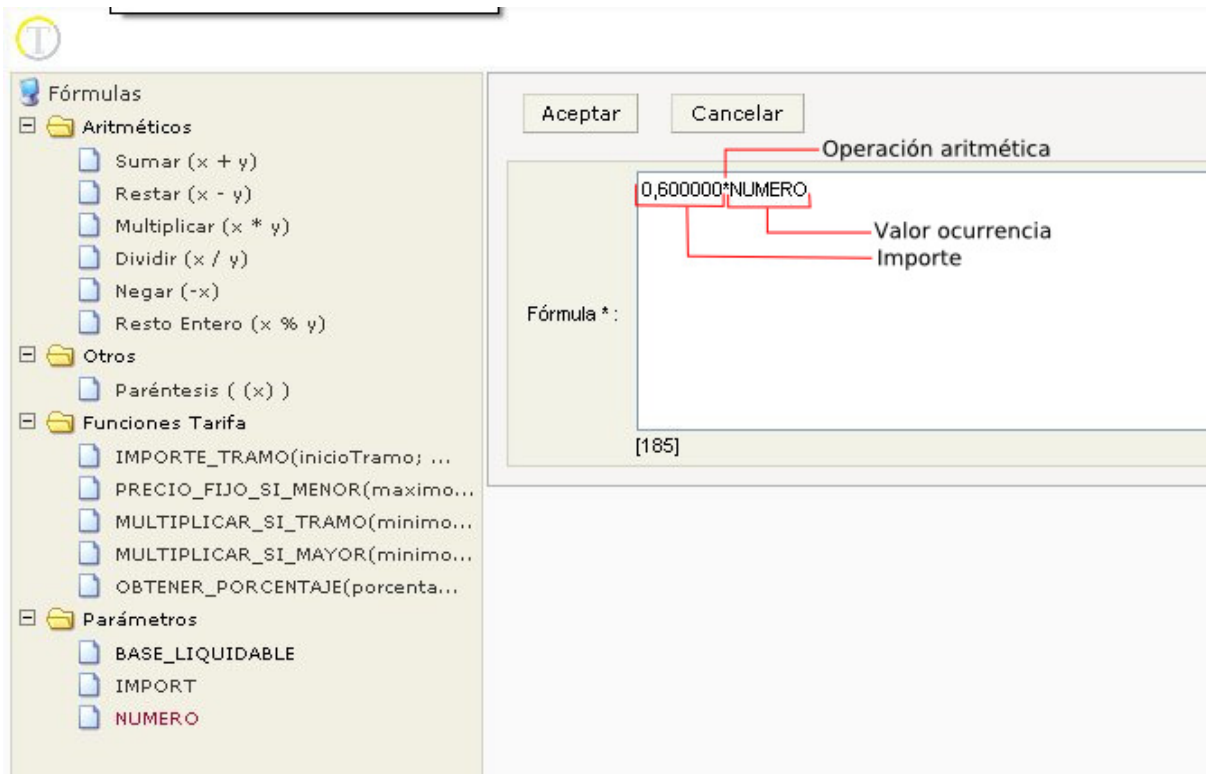 T
Fórmulas
Aritméticos
Sumar (x + y)
Restar (x - y)
Multiplicar (x * y)
Dividir (x / y)
Negar (-x)
Resto Entero (x % y)
Otros
Paréntesis ( (x) )
Funciones Tarifa
IMPORTE_TRAMO(inicioTramo; ...
PRECIO_FIJO_SI_MENOR(maximo...
MULTIPLICAR_SI_TRAMO(minimo...
MULTIPLICAR_SI_MAYOR(minimo...
OBTENER_PORCENTAJE(porcenta...
Parámetros
BASE_LIQUIDABLE
IMPORT
NUMERO
Aceptar
Cancelar
Operación aritmética
0,600000*NUMERO
Valor ocurrencia
Importe
Fórmula * :
[185]